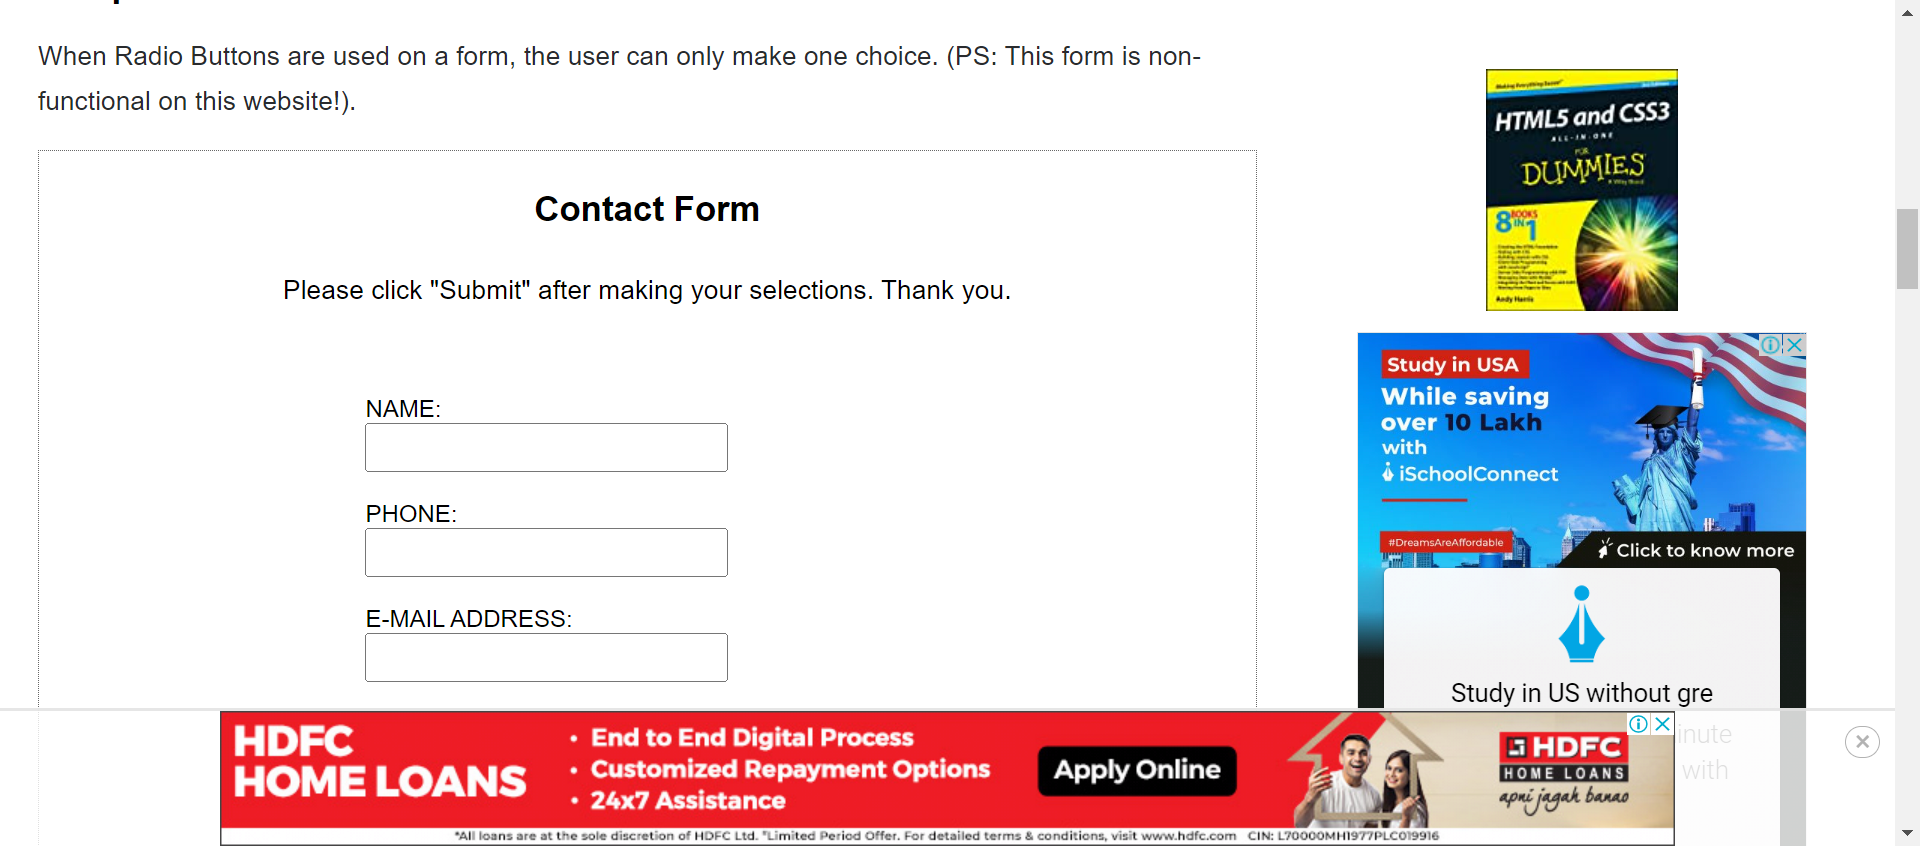 When Radio Buttons are used on a form, the user can only make one choice. (PS: This form is non-
functional on this website!).
Contact Form
Please click "Submit" after making your selections. Thank you.
NAME:
PHONE:
E-MAIL ADDRESS:
HTML5 and CSS3
ALL-IN-ONE
FOR
DUMMIES
8 BOOKS
IN 1
Andy Harris
Study in USA
While saving
over 10 Lakh
with
iSchoolConnect
#DreamsAreAffordable
Click to know more
Study in US without gre
inute
with
HDFC
HOME LOANS
• End to End Digital Process
• Customized Repayment Options
• 24x7 Assistance
Apply Online
HDFC
HOME LOANS
apni jagah banao
*All loans are at the sole discretion of HDFC Ltd. *Limited Period Offer. For detailed terms & conditions, visit www.hdfc.com CIN: L70000MH1977PLC019916